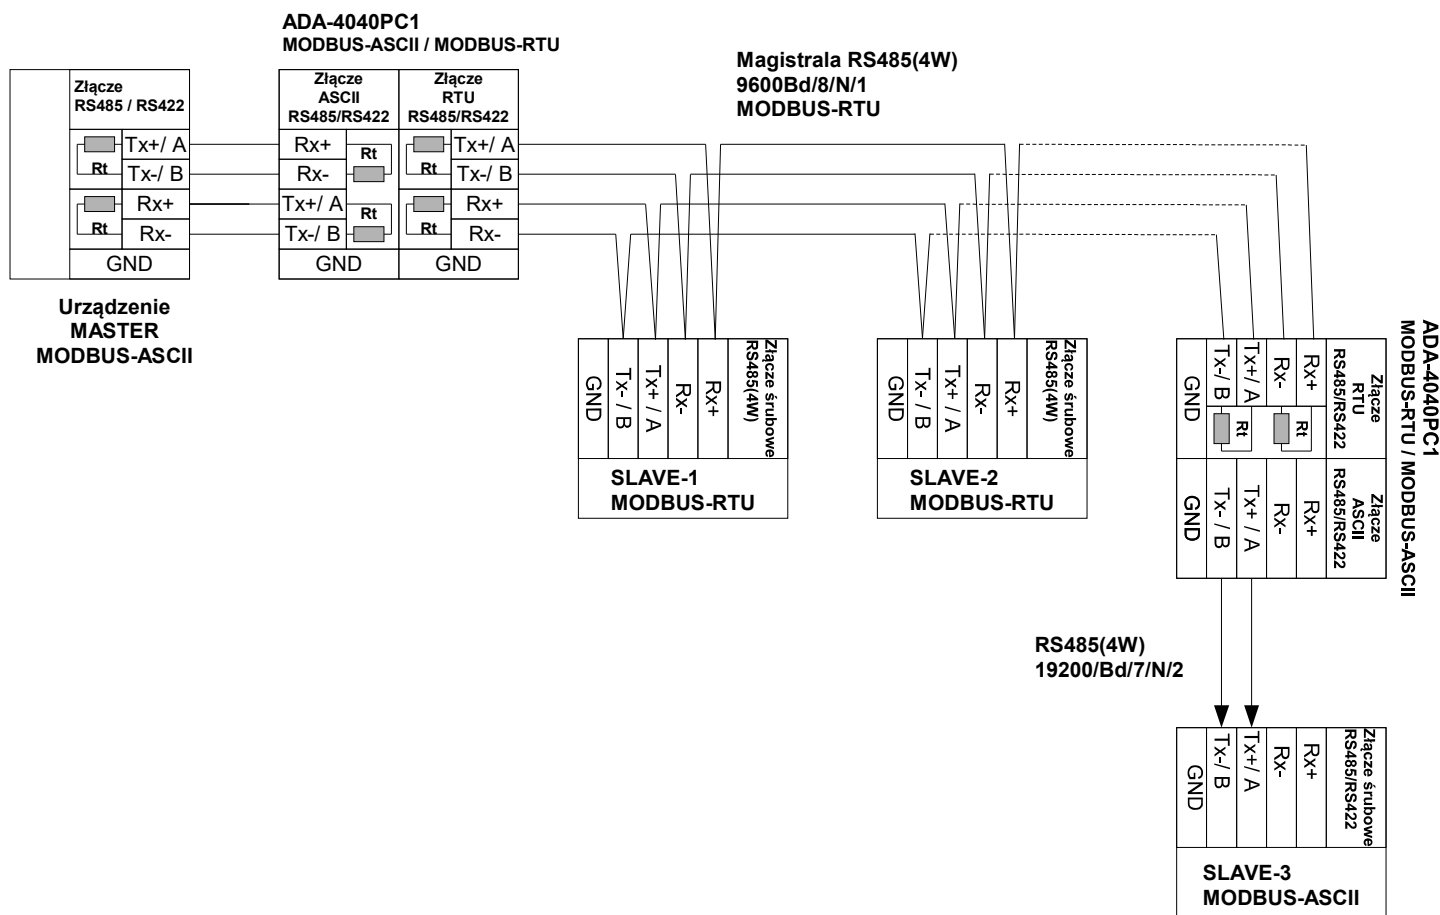 ADA-4040PC1
MODBUS-ASCII / MODBUS-RTU
Magistrala RS485(4W)
9600Bd/8/N/1
MODBUS-RTU
Złącze
RS485 / RS422
Tx+/ A
Rt
Tx-/ B
Rx+
Rt
Rx-
GND
Urządzenie
MASTER
MODBUS-ASCII
Złącze
ASCII
RS485/RS422
Rx+
Rt
Rx-
Tx+/ A
Rt
Tx-/ B
GND
Złącze
RTU
RS485/RS422
Tx+/ A
Rt
Tx-/ B
Rx+
Rt
Rx-
GND
Złącze śrubowe
RS485(4W)
Rx+
Rx-
Tx+ / A
Tx- / B
GND
SLAVE-1
MODBUS-RTU
Złącze śrubowe
RS485(4W)
Rx+
Rx-
Tx+ / A
Tx- / B
GND
SLAVE-2
MODBUS-RTU
ADA-4040PC1
MODBUS-RTU / MODBUS-ASCII
Złącze
RTU
RS485/RS422
Rx+
Rx-
Tx+/ A
Tx-/ B
GND
Rt
Rt
Złącze
ASCII
RS485/RS422
Rx+
Rx-
Tx+ / A
Tx- / B
GND
RS485(4W)
19200/Bd/7/N/2
Złącze śrubowe
RS485/RS422
Rx+
Rx-
Tx+/ A
Tx-/ B
GND
SLAVE-3
MODBUS-ASCII